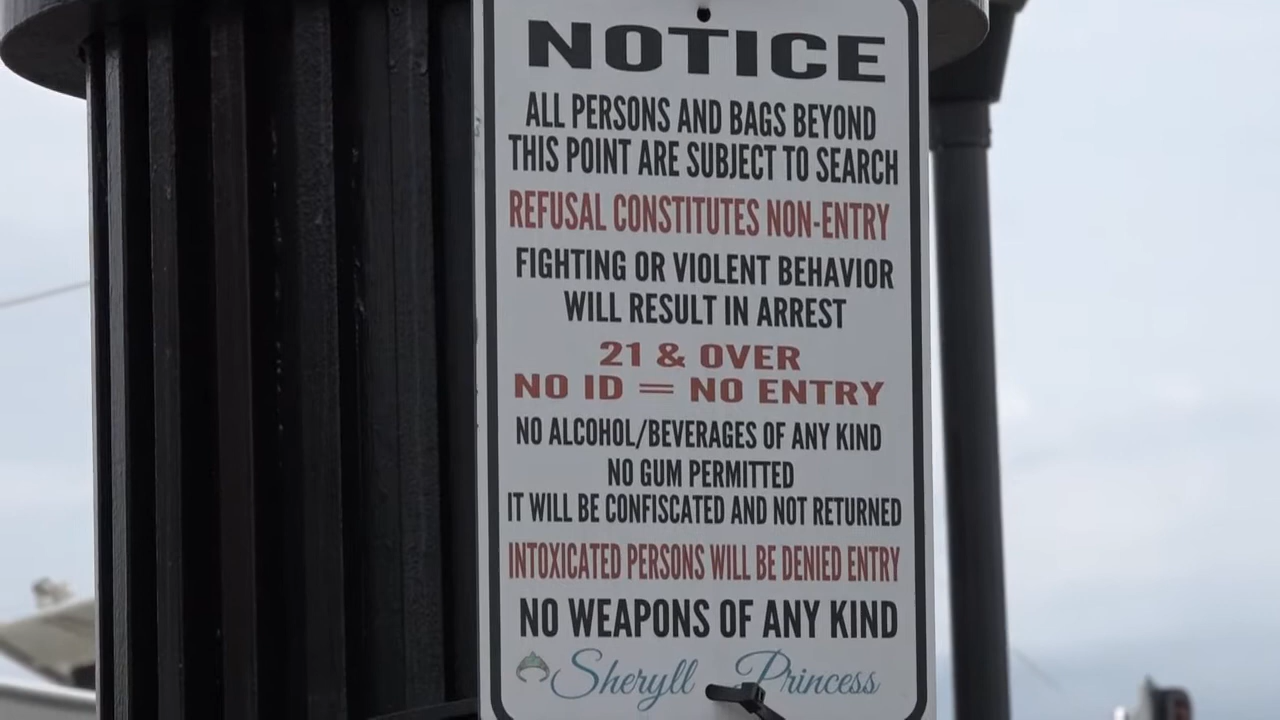 NOTICE
ALL PERSONS AND BAGS BEYOND
THIS POINT ARE SUBJECT TO SEARCH
REFUSAL CONSTITUTES NON-ENTRY
FIGHTING OR VIOLENT BEHAVIOR
WILL RESULT IN ARREST
21 & OVER
NO ID = NO ENTRY
NO ALCOHOL/BEVERAGES OF ANY KIND
NO GUM PERMITTED
IT WILL BE CONFISCATED AND NOT RETURNED
INTOXICATED PERSONS WILL BE DENIED ENTRY
NO WEAPONS OF ANY KIND
Sheryll Princess